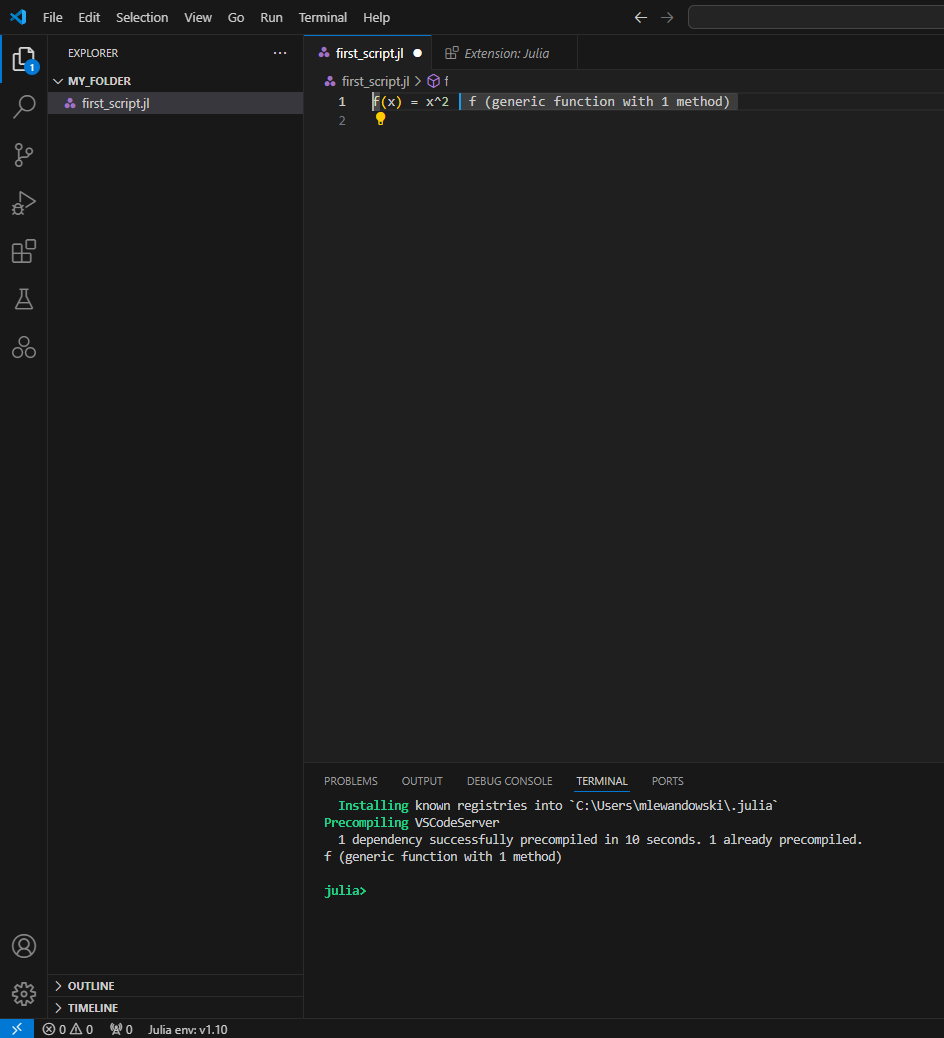 File Edit Selection View Go Run Terminal Help
EXPLORER
1
MY_FOLDER
first_script.jl
first_script.jl
Extension: Julia
first_script.jl > f
1 f(x) = x^2 f (generic function with 1 method)
2
PROBLEMS OUTPUT DEBUG CONSOLE TERMINAL PORTS
Installing known registries into `C:\Users\mlewandowski\.julia`
Precompiling VSCodeServer
1 dependency successfully precompiled in 10 seconds. 1 already precompiled.
f (generic function with 1 method)
julia>
OUTLINE
TIMELINE
0 0 0 Julia env: v1.10